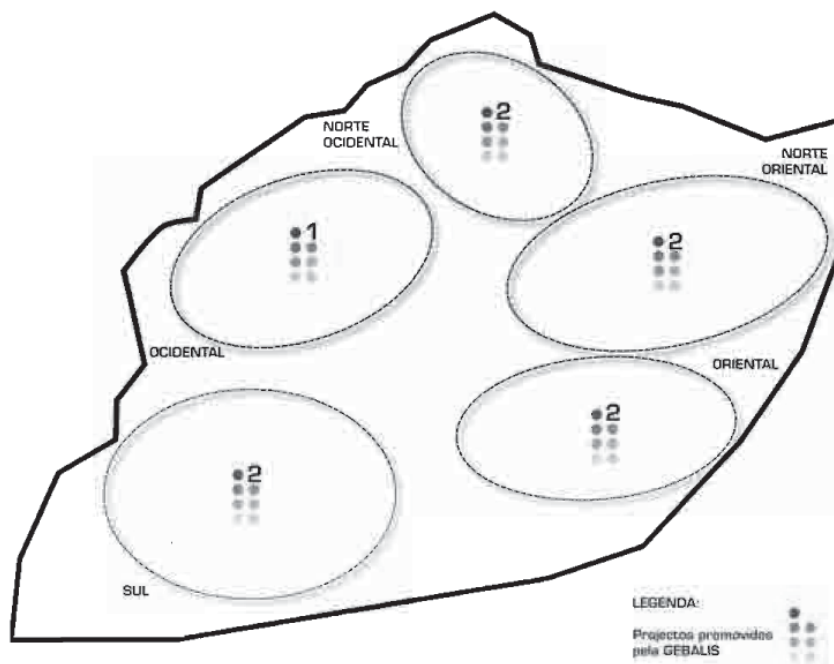 2
NORTE
OCIDENTAL
NORTE
ORIENTAL
1
2
OCIDENTAL
ORIENTAL
2
2
SUL
LEGENDA:
Projectos promovidos
pela GEBALIS